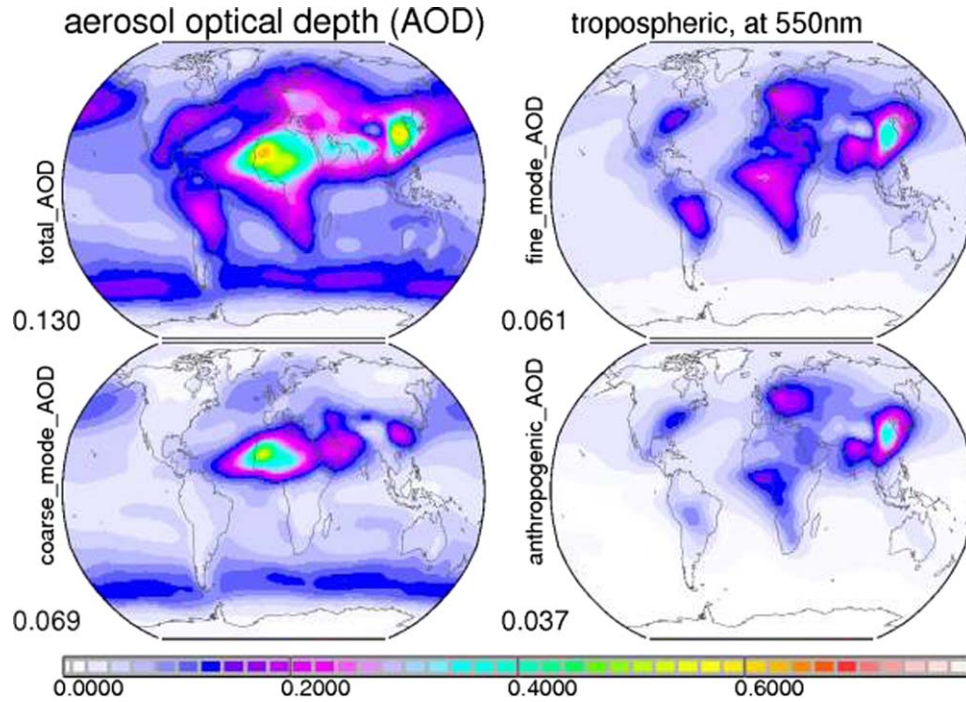 aerosol optical depth (AOD)
tropospheric, at 550nm
total_AOD
0.130
fine_mode_AOD
0.061
coarse_mode_AOD
0.069
anthropogenic_AOD
0.037
0.0000 0.2000 0.4000 0.6000